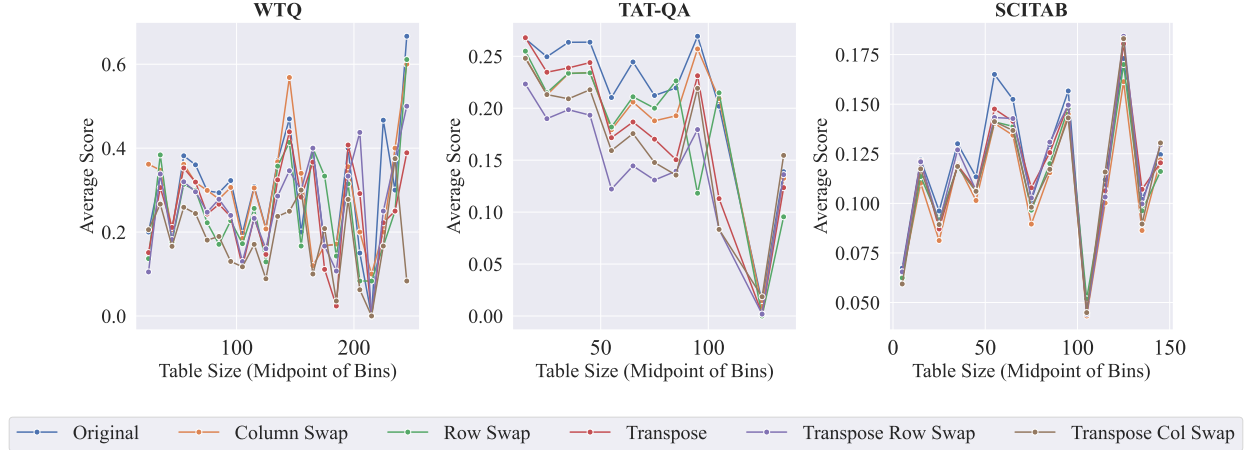 WTQ
TAT-QA
SCITAB
Average Score
0.6
0.4
0.2
0.0
100
200
Table Size (Midpoint of Bins)
Average Score
0.25
0.20
0.15
0.10
0.05
0.00
50
100
Table Size (Midpoint of Bins)
Average Score
0.175
0.150
0.125
0.100
0.075
0.050
0
50
100
150
Table Size (Midpoint of Bins)
Original
Column Swap
Row Swap
Transpose
Transpose Row Swap
Transpose Col Swap